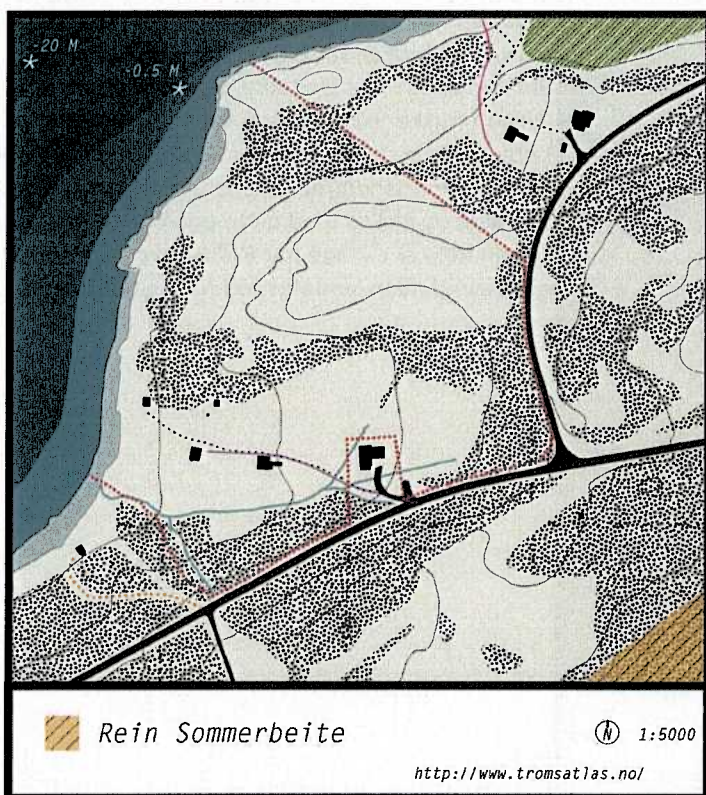 -20 M
-0.5 M
Rein Sommerbeite
N 1:5000
http://www.tromsatlas.no/